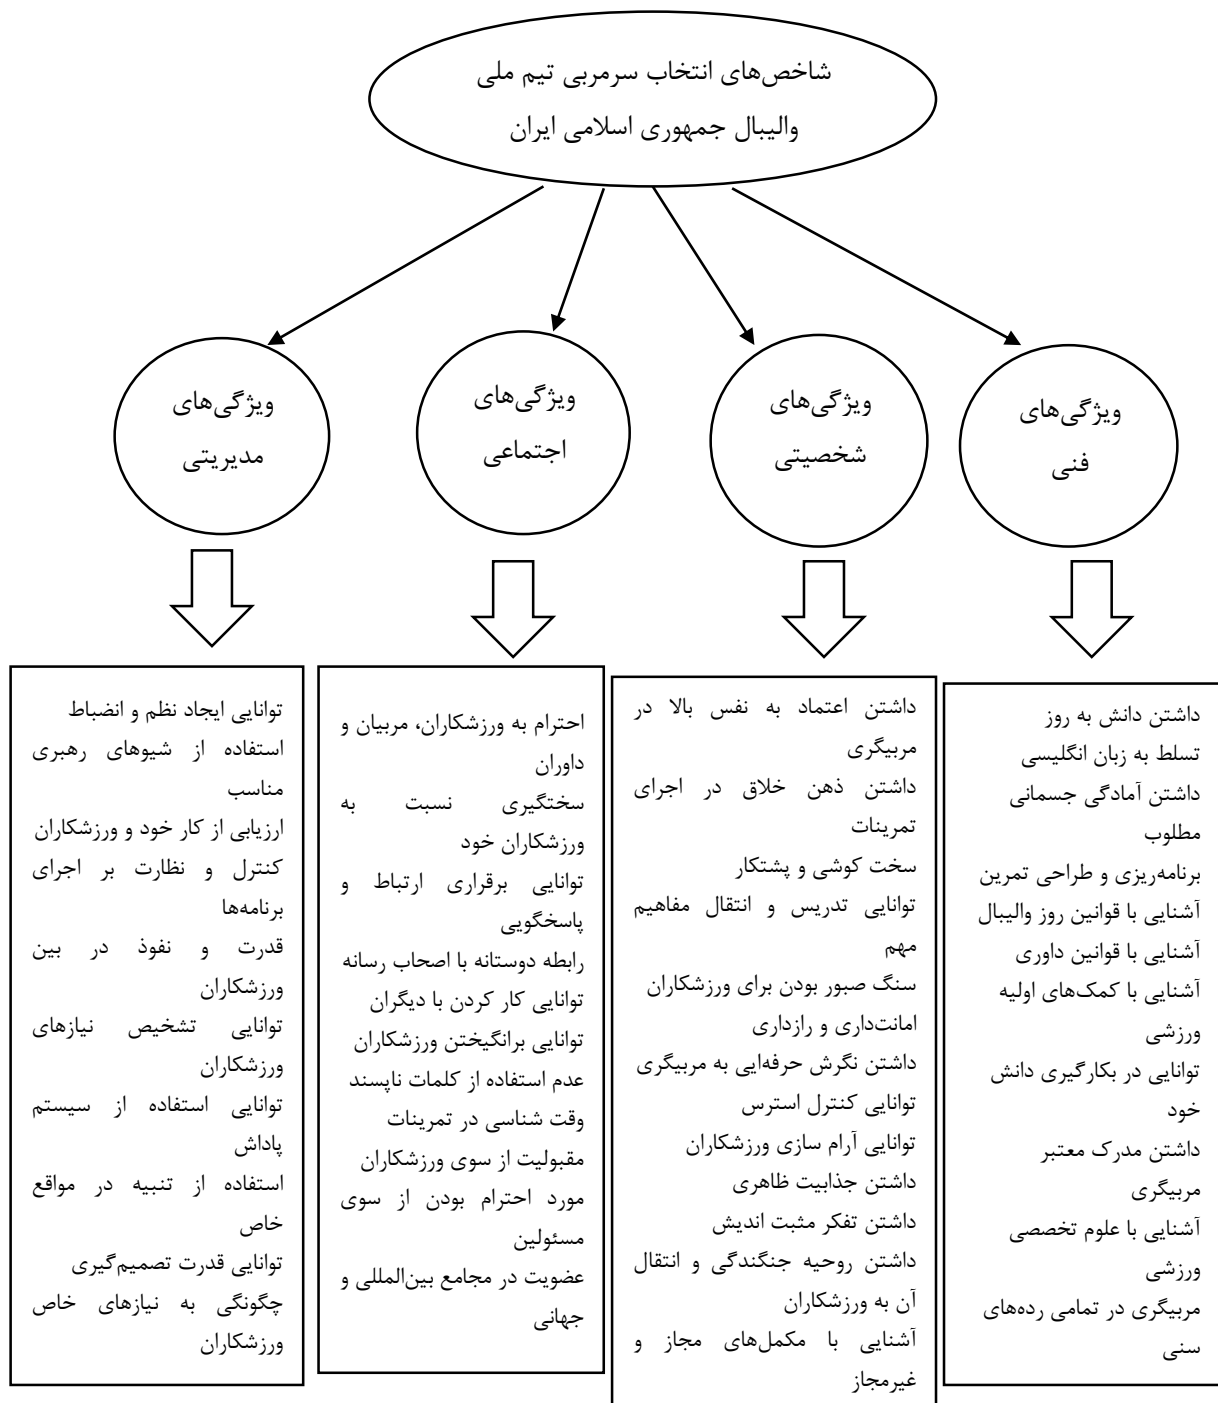 شاخص‌های انتخاب سرمربی تیم ملی
والیبال جمهوری اسلامی ایران
ویژگی‌های
فنی
ویژگی‌های
شخصیتی
ویژگی‌های
اجتماعی
ویژگی‌های
مدیریتی
داشتن دانش به روز
تسلط به زبان انگلیسی
داشتن آمادگی جسمانی
مطلوب
برنامه‌ریزی و طراحی تمرین
آشنایی با قوانین روز والیبال
آشنایی با قوانین داوری
آشنایی با کمک‌های اولیه
ورزشی
توانایی در بکارگیری دانش
خود
داشتن مدرک معتبر
مربیگری
آشنایی با علوم تخصصی
ورزشی
مربیگری در تمامی رده‌های
سنی
داشتن اعتماد به نفس بالا در
مربیگری
داشتن ذهن خلاق در اجرای
تمرینات
سخت کوشی و پشتکار
توانایی تدریس و انتقال مفاهیم
مهم
سنگ صبور بودن برای ورزشکاران
امانت‌داری و رازداری
داشتن نگرش حرفه‌ایی به مربیگری
توانایی کنترل استرس
توانایی آرام سازی ورزشکاران
داشتن جذابیت ظاهری
داشتن تفکر مثبت اندیش
داشتن روحیه جنگندگی و انتقال
آن به ورزشکاران
آشنایی با مکمل‌های مجاز و
غیرمجاز
احترام به ورزشکاران، مربیان و
داوران
سختگیری نسبت به
ورزشکاران خود
توانایی برقراری ارتباط و
پاسخگویی
رابطه دوستانه با اصحاب رسانه
توانایی کار کردن با دیگران
توانایی برانگیختن ورزشکاران
عدم استفاده از کلمات ناپسند
وقت شناسی در تمرینات
مقبولیت از سوی ورزشکاران
مورد احترام بودن از سوی
مسئولین
عضویت در مجامع بین‌المللی و
جهانی
توانایی ایجاد نظم و انضباط
استفاده از شیوهای رهبری
مناسب
ارزیابی از کار خود و ورزشکاران
کنترل و نظارت بر اجرای
برنامه‌ها
قدرت و نفوذ در بین
ورزشکاران
توانایی تشخیص نیازهای
ورزشکاران
توانایی استفاده از سیستم
پاداش
استفاده از تنبیه در مواقع
خاص
توانایی قدرت تصمیم‌گیری
چگونگی به نیازهای خاص
ورزشکاران